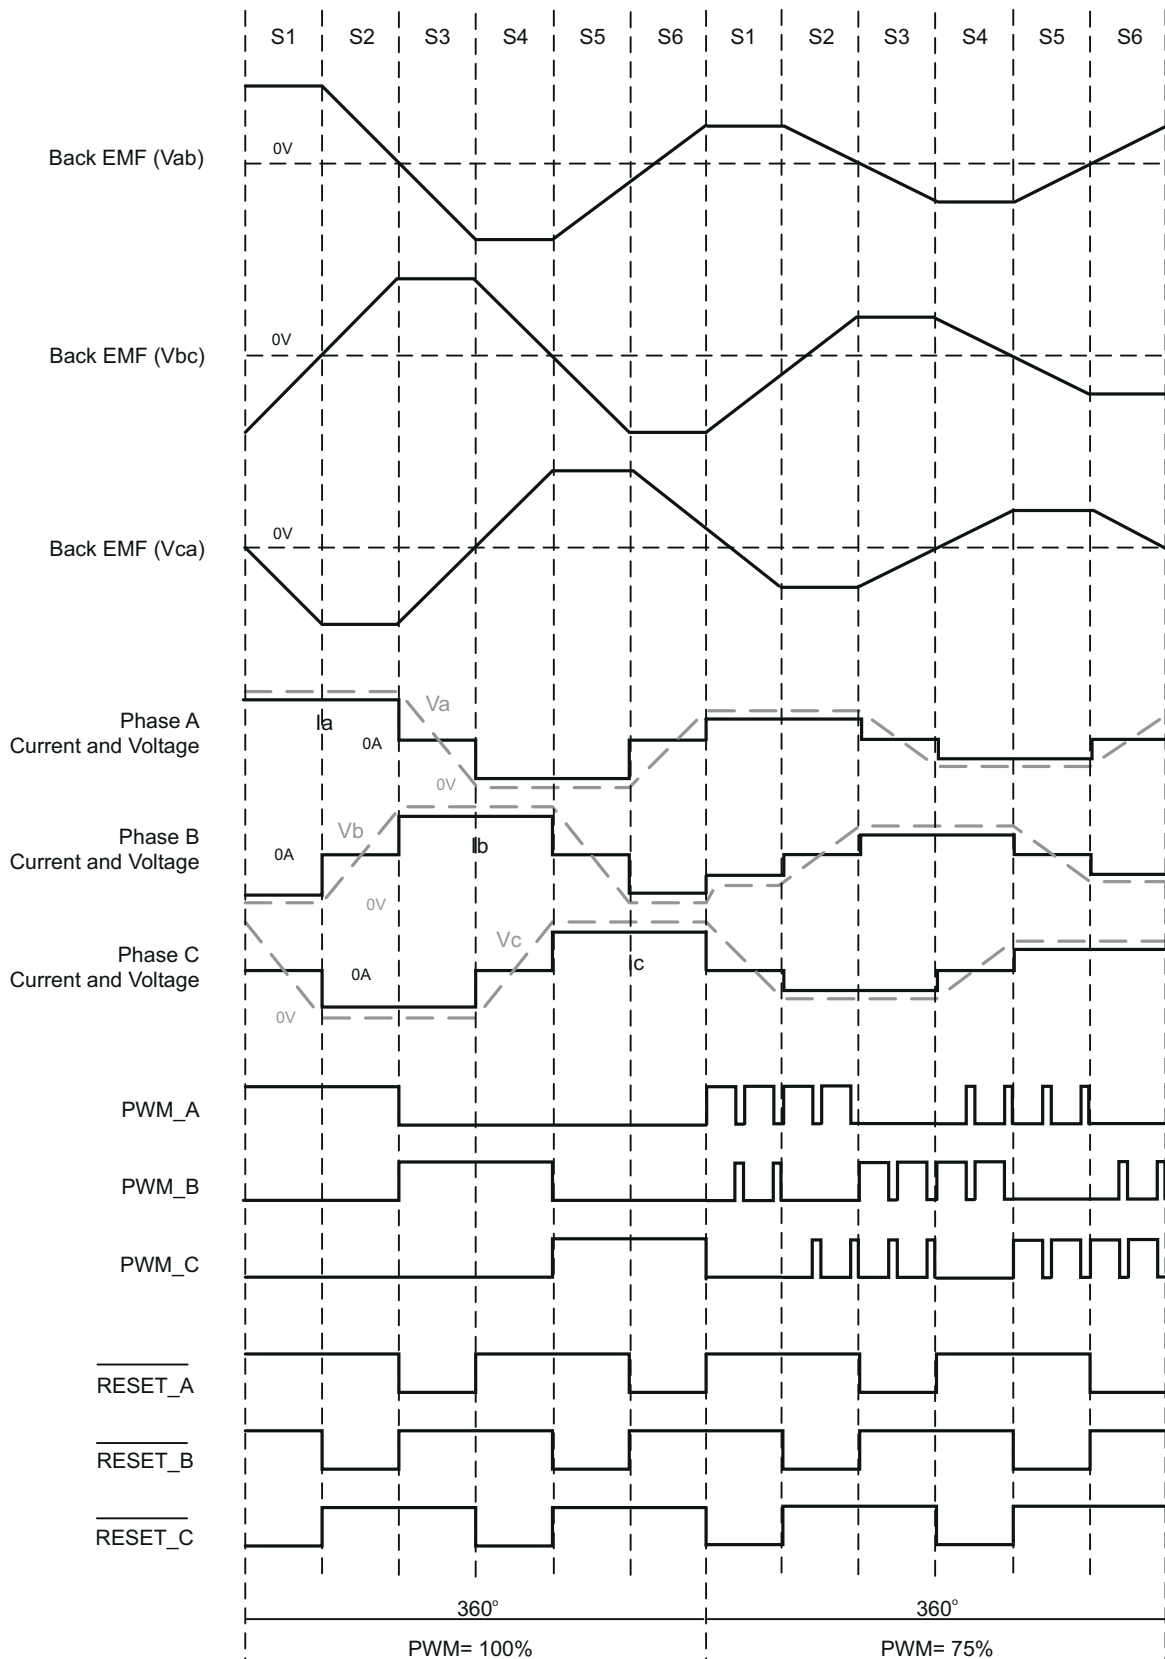 S1 S2 S3 S4 S5 S6 S1 S2 S3 S4 S5 S6
0V
Back EMF (Vab)
0V
Back EMF (Vbc)
0V
Back EMF (Vca)
Va
Phase A
Ia
Current and Voltage
0A
0V
Vb
Phase B
Ib
Current and Voltage
0A
0V
Vc
Phase C
Ic
Current and Voltage
0A
0V
PWM_A
PWM_B
PWM_C
RESET_A
RESET_B
RESET_C
360° 360°
PWM= 100% PWM= 75%